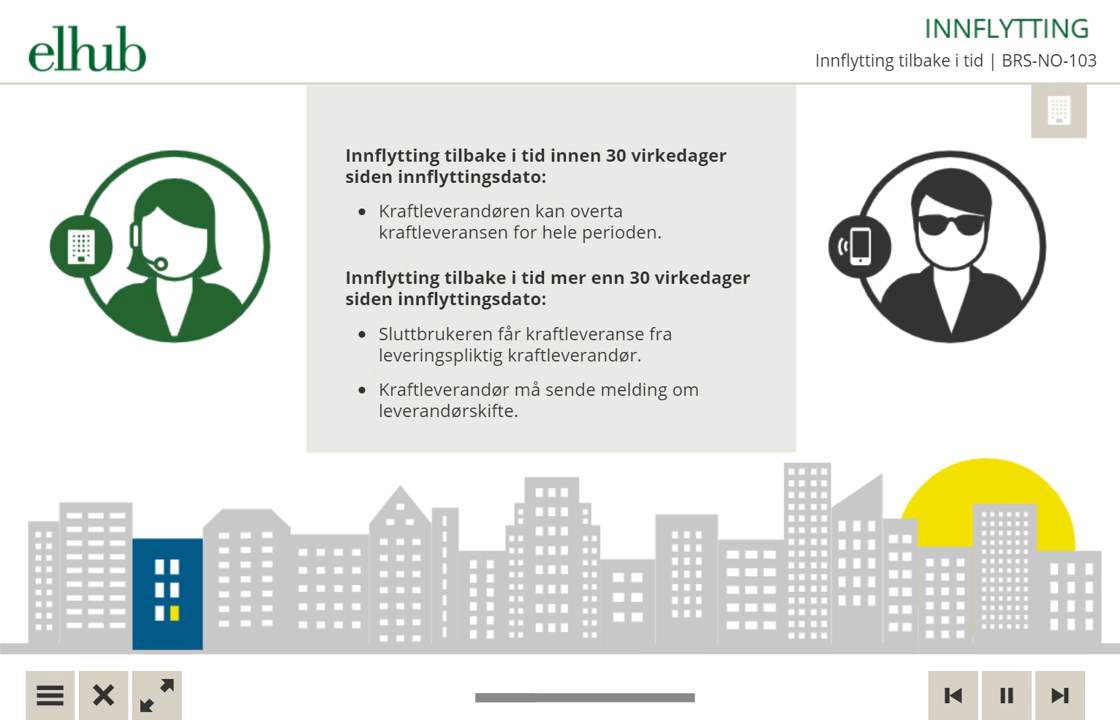 elhub
INNFLYTTING
Innflytting tilbake i tid | BRS-NO-103
Innflytting tilbake i tid innen 30 virkedager
siden innflyttingsdato:
• Kraftleverandøren kan overta
kraftleveransen for hele perioden.
Innflytting tilbake i tid mer enn 30 virkedager
siden innflyttingsdato:
• Sluttbrukeren får kraftleveranse fra
leveringspliktig kraftleverandør.
• Kraftleverandør må sende melding om
leverandørskifte.